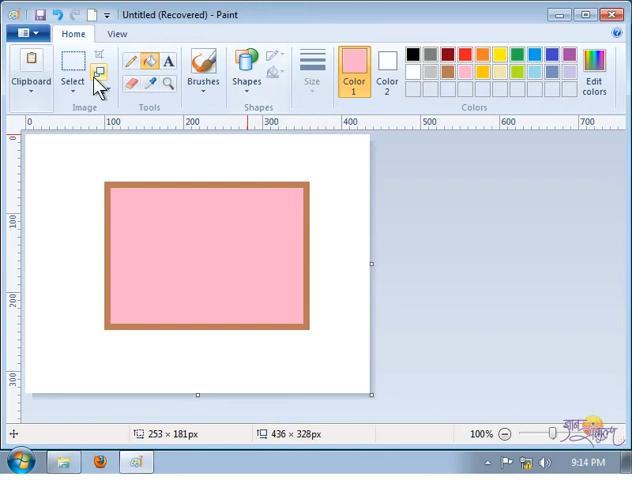 Untitled (Recovered) - Paint
Home View
Clipboard Select Brushes Shapes Size Color 1 Color 2 Edit colors
Image Tools Shapes Colors
0 100 200 300 400 500 600 700
0
100
200
300
253 × 181px 436 × 328px 100%
9:14 PM